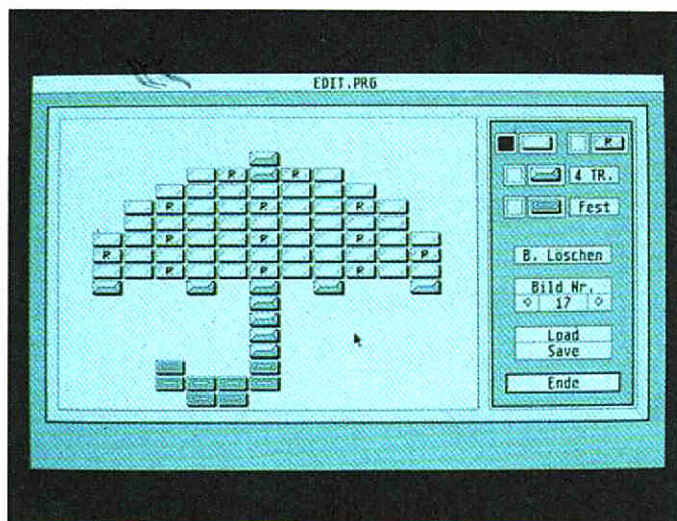 EDIT.PRG
R R
R R R
R R R
R R
R R
R
4 TR.
Fest
B. Löschen
Bild Nr.
17
Load
Save
Ende